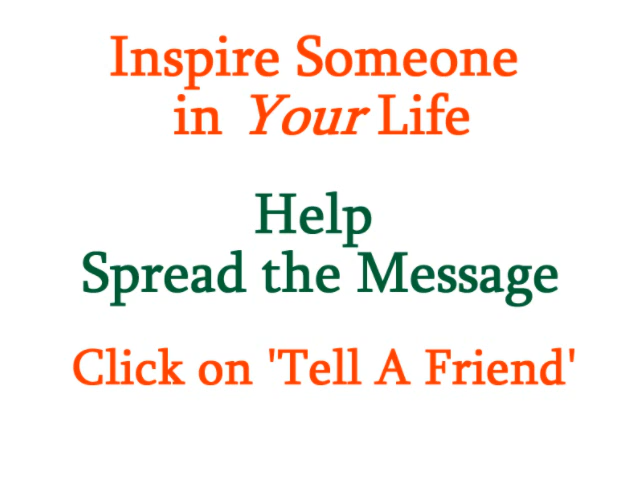 Inspire Someone
in Your Life
Help
Spread the Message
Click on 'Tell A Friend'